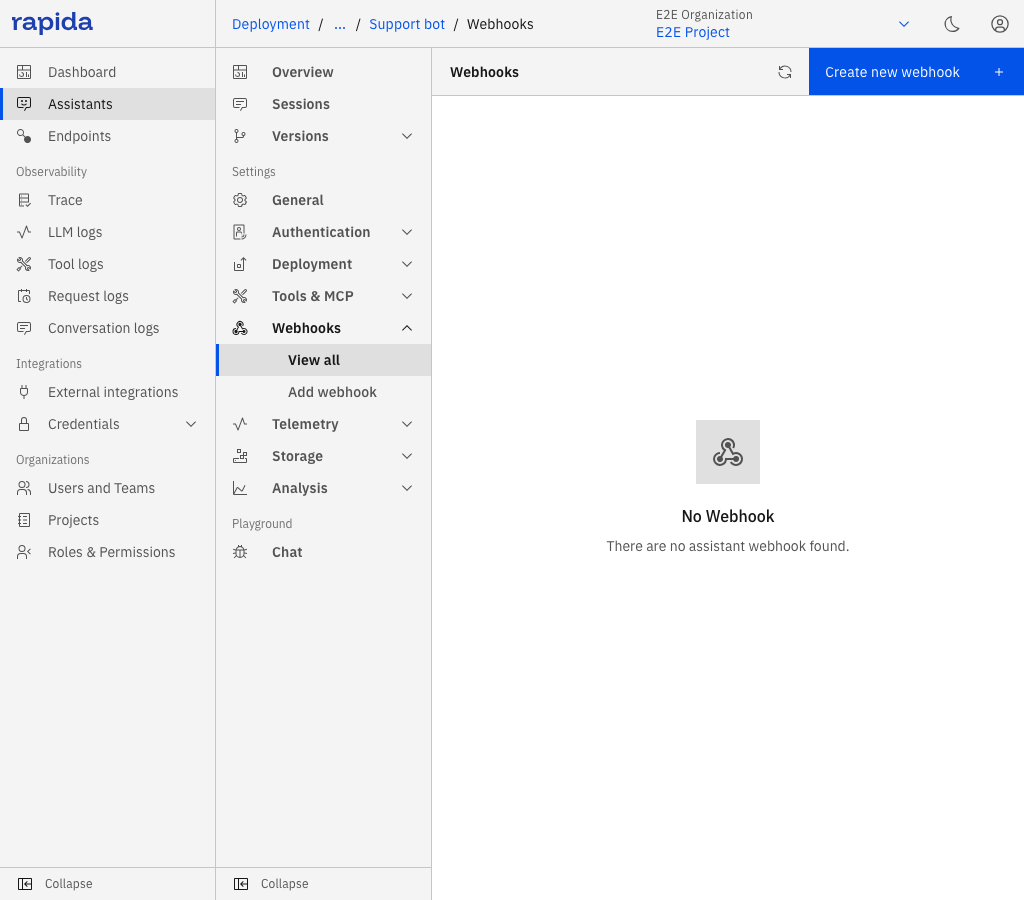 rapida
Deployment / ... / Support bot / Webhooks
E2E Organization
E2E Project
Dashboard
Assistants
Endpoints
Observability
Trace
LLM logs
Tool logs
Request logs
Conversation logs
Integrations
External integrations
Credentials
Organizations
Users and Teams
Projects
Roles & Permissions
Collapse
Overview
Sessions
Versions
Settings
General
Authentication
Deployment
Tools & MCP
Webhooks
View all
Add webhook
Telemetry
Storage
Analysis
Playground
Chat
Collapse
Webhooks
Create new webhook +
No Webhook
There are no assistant webhook found.